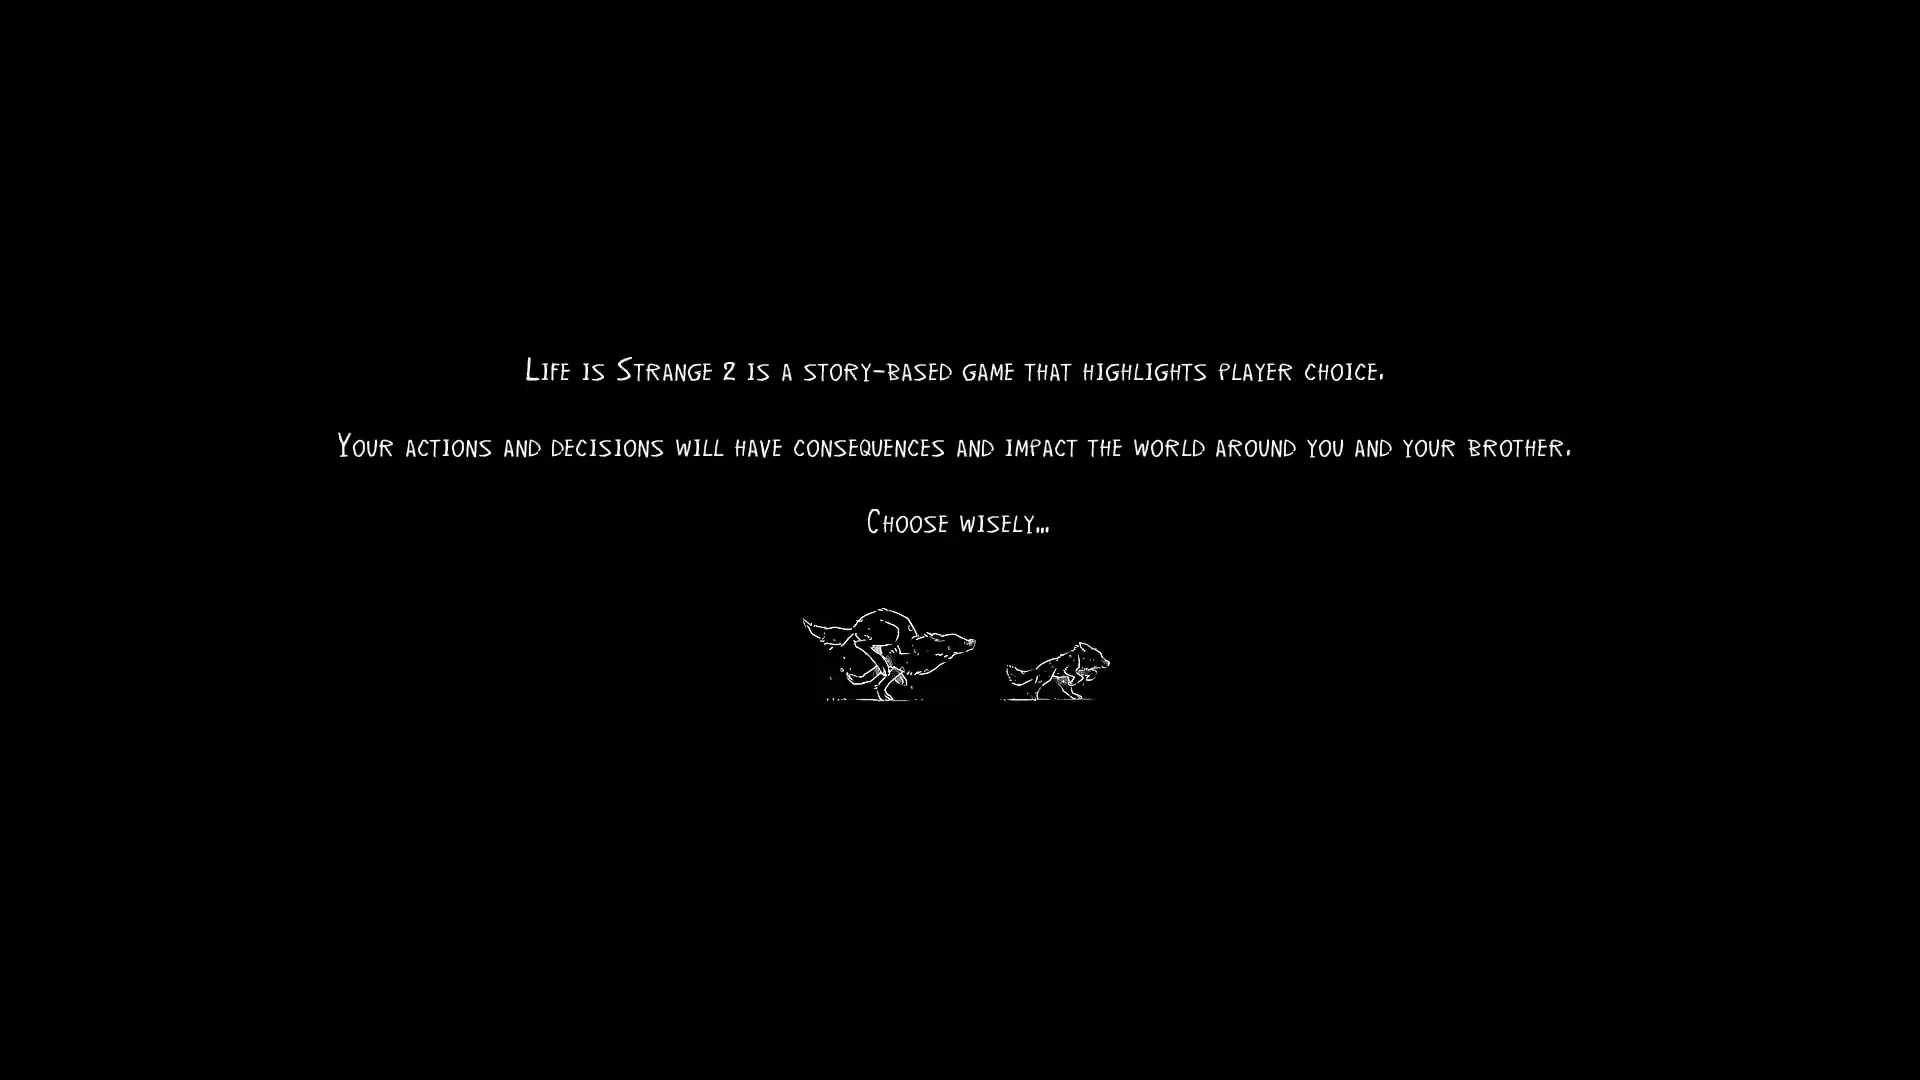 Life is Strange 2 is a story-based game that highlights player choice.
Your actions and decisions will have consequences and impact the world around you and your brother.
Choose wisely...